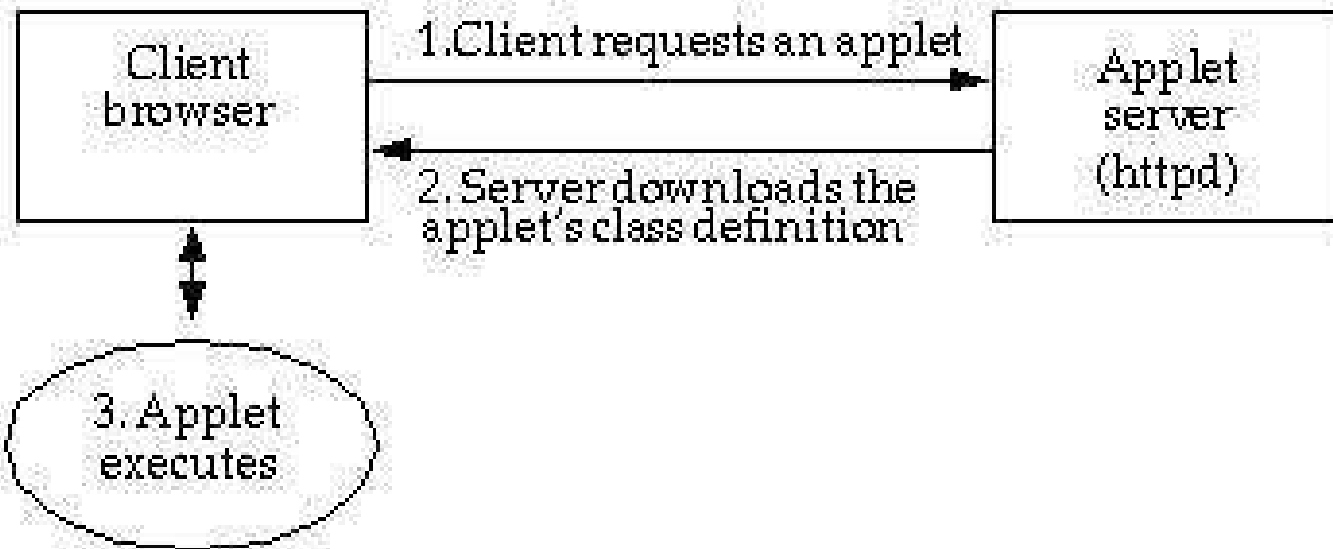 Client
browser
1.Client requests an applet
Applet
server
(httpd)
2. Server downloads the
applet's class definition
3. Applet
executes